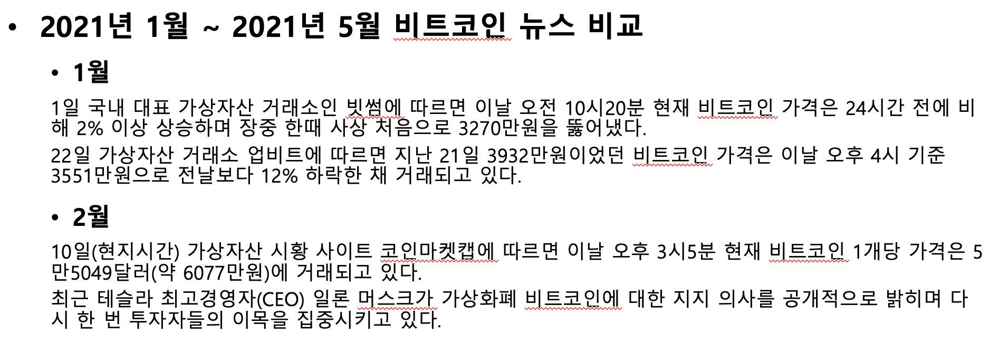 • 2021년 1월 ~ 2021년 5월 비트코인 뉴스 비교
• 1월
1일 국내 대표 가상자산 거래소인 빗썸에 따르면 이날 오전 10시20분 현재 비트코인 가격은 24시간 전에 비
해 2% 이상 상승하며 장중 한때 사상 처음으로 3270만원을 뚫어냈다.
22일 가상자산 거래소 업비트에 따르면 지난 21일 3932만원이었던 비트코인 가격은 이날 오후 4시 기준
3551만원으로 전날보다 12% 하락한 채 거래되고 있다.
• 2월
10일(현지시간) 가상자산 시황 사이트 코인마켓캡에 따르면 이날 오후 3시5분 현재 비트코인 1개당 가격은 5
만5049달러(약 6077만원)에 거래되고 있다.
최근 테슬라 최고경영자(CEO) 일론 머스크가 가상화폐 비트코인에 대한 지지 의사를 공개적으로 밝히며 다
시 한 번 투자자들의 이목을 집중시키고 있다.